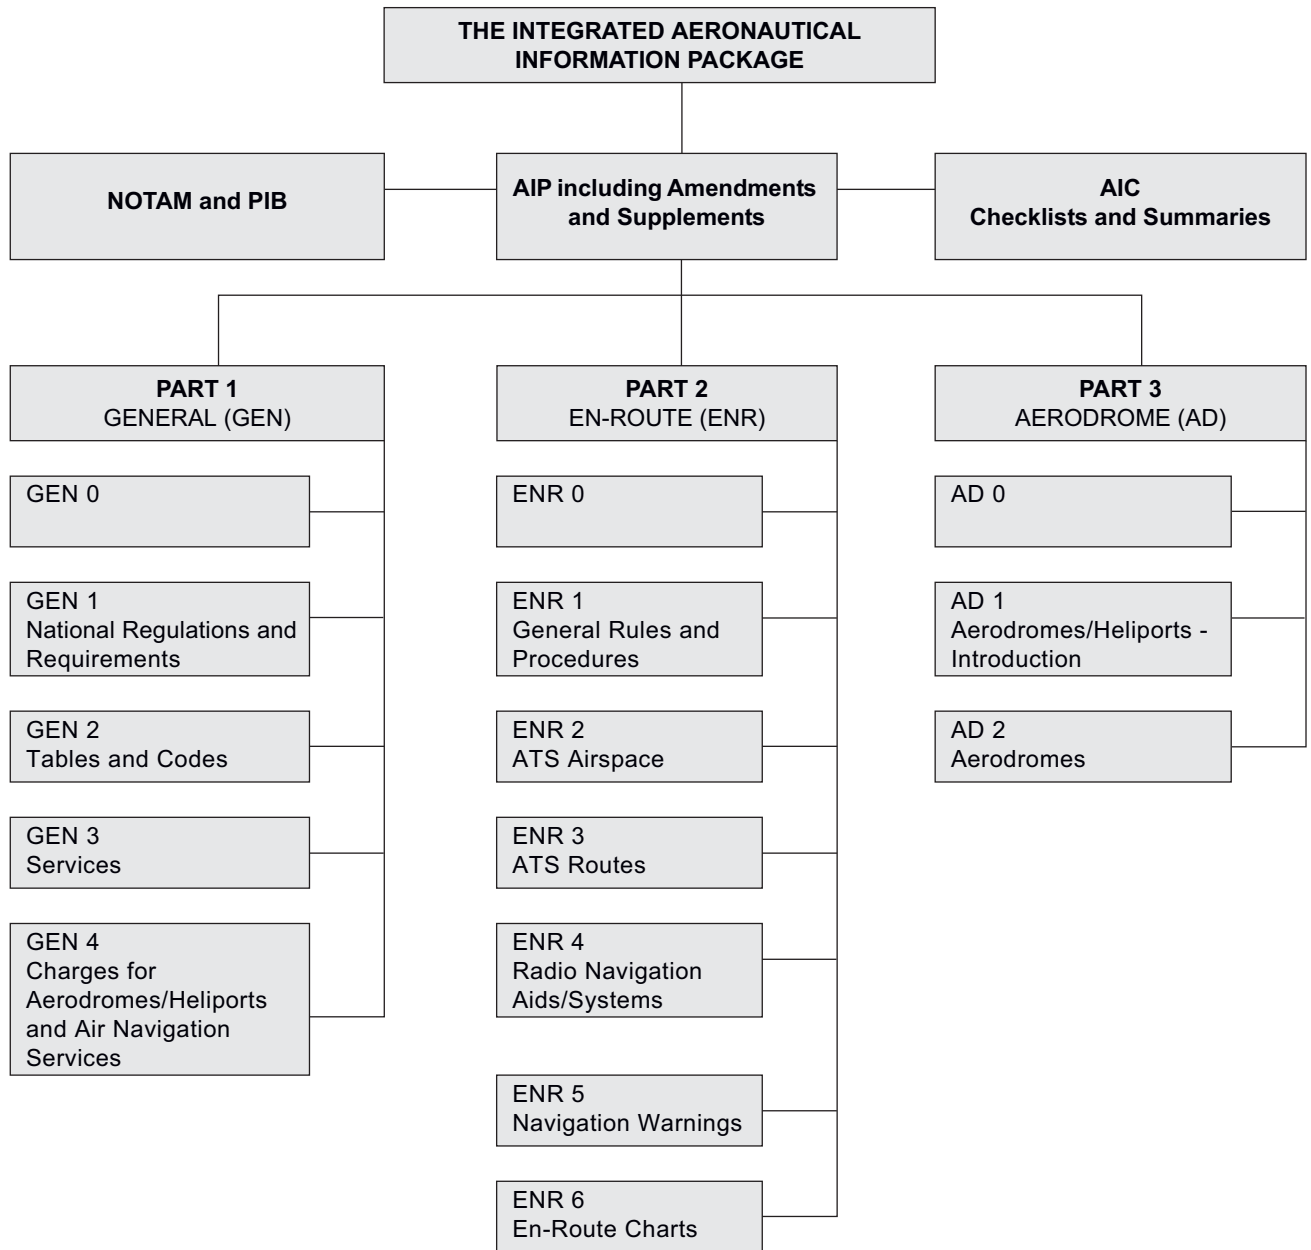 THE INTEGRATED AERONAUTICAL
INFORMATION PACKAGE
NOTAM and PIB
AIP including Amendments
and Supplements
AIC
Checklists and Summaries
PART 1
GENERAL (GEN)
GEN 0
GEN 1
National Regulations and
Requirements
GEN 2
Tables and Codes
GEN 3
Services
GEN 4
Charges for
Aerodromes/Heliports
and Air Navigation
Services
PART 2
EN-ROUTE (ENR)
ENR 0
ENR 1
General Rules and
Procedures
ENR 2
ATS Airspace
ENR 3
ATS Routes
ENR 4
Radio Navigation
Aids/Systems
ENR 5
Navigation Warnings
ENR 6
En-Route Charts
PART 3
AERODROME (AD)
AD 0
AD 1
Aerodromes/Heliports -
Introduction
AD 2
Aerodromes